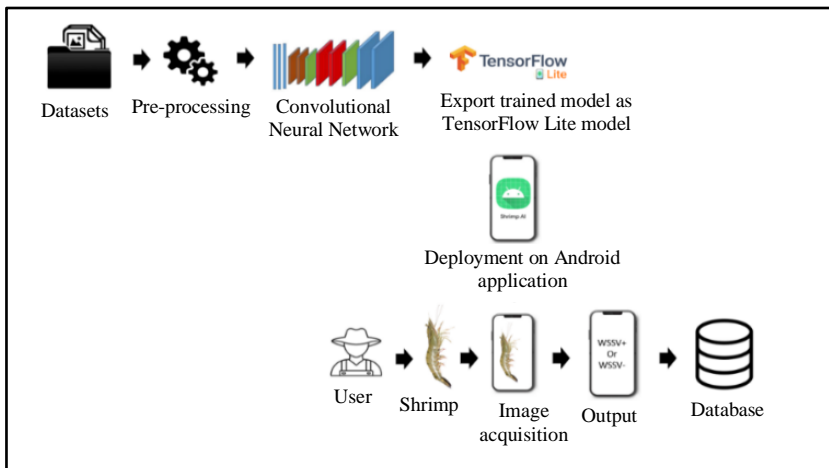 TensorFlow
Lite
Datasets
Pre-processing
Convolutional
Neural Network
Export trained model as
TensorFlow Lite model
Shrimp AI
Deployment on Android
application
WSSV+
Or
WSSV-
User
Shrimp
Image
acquisition
Output
Database